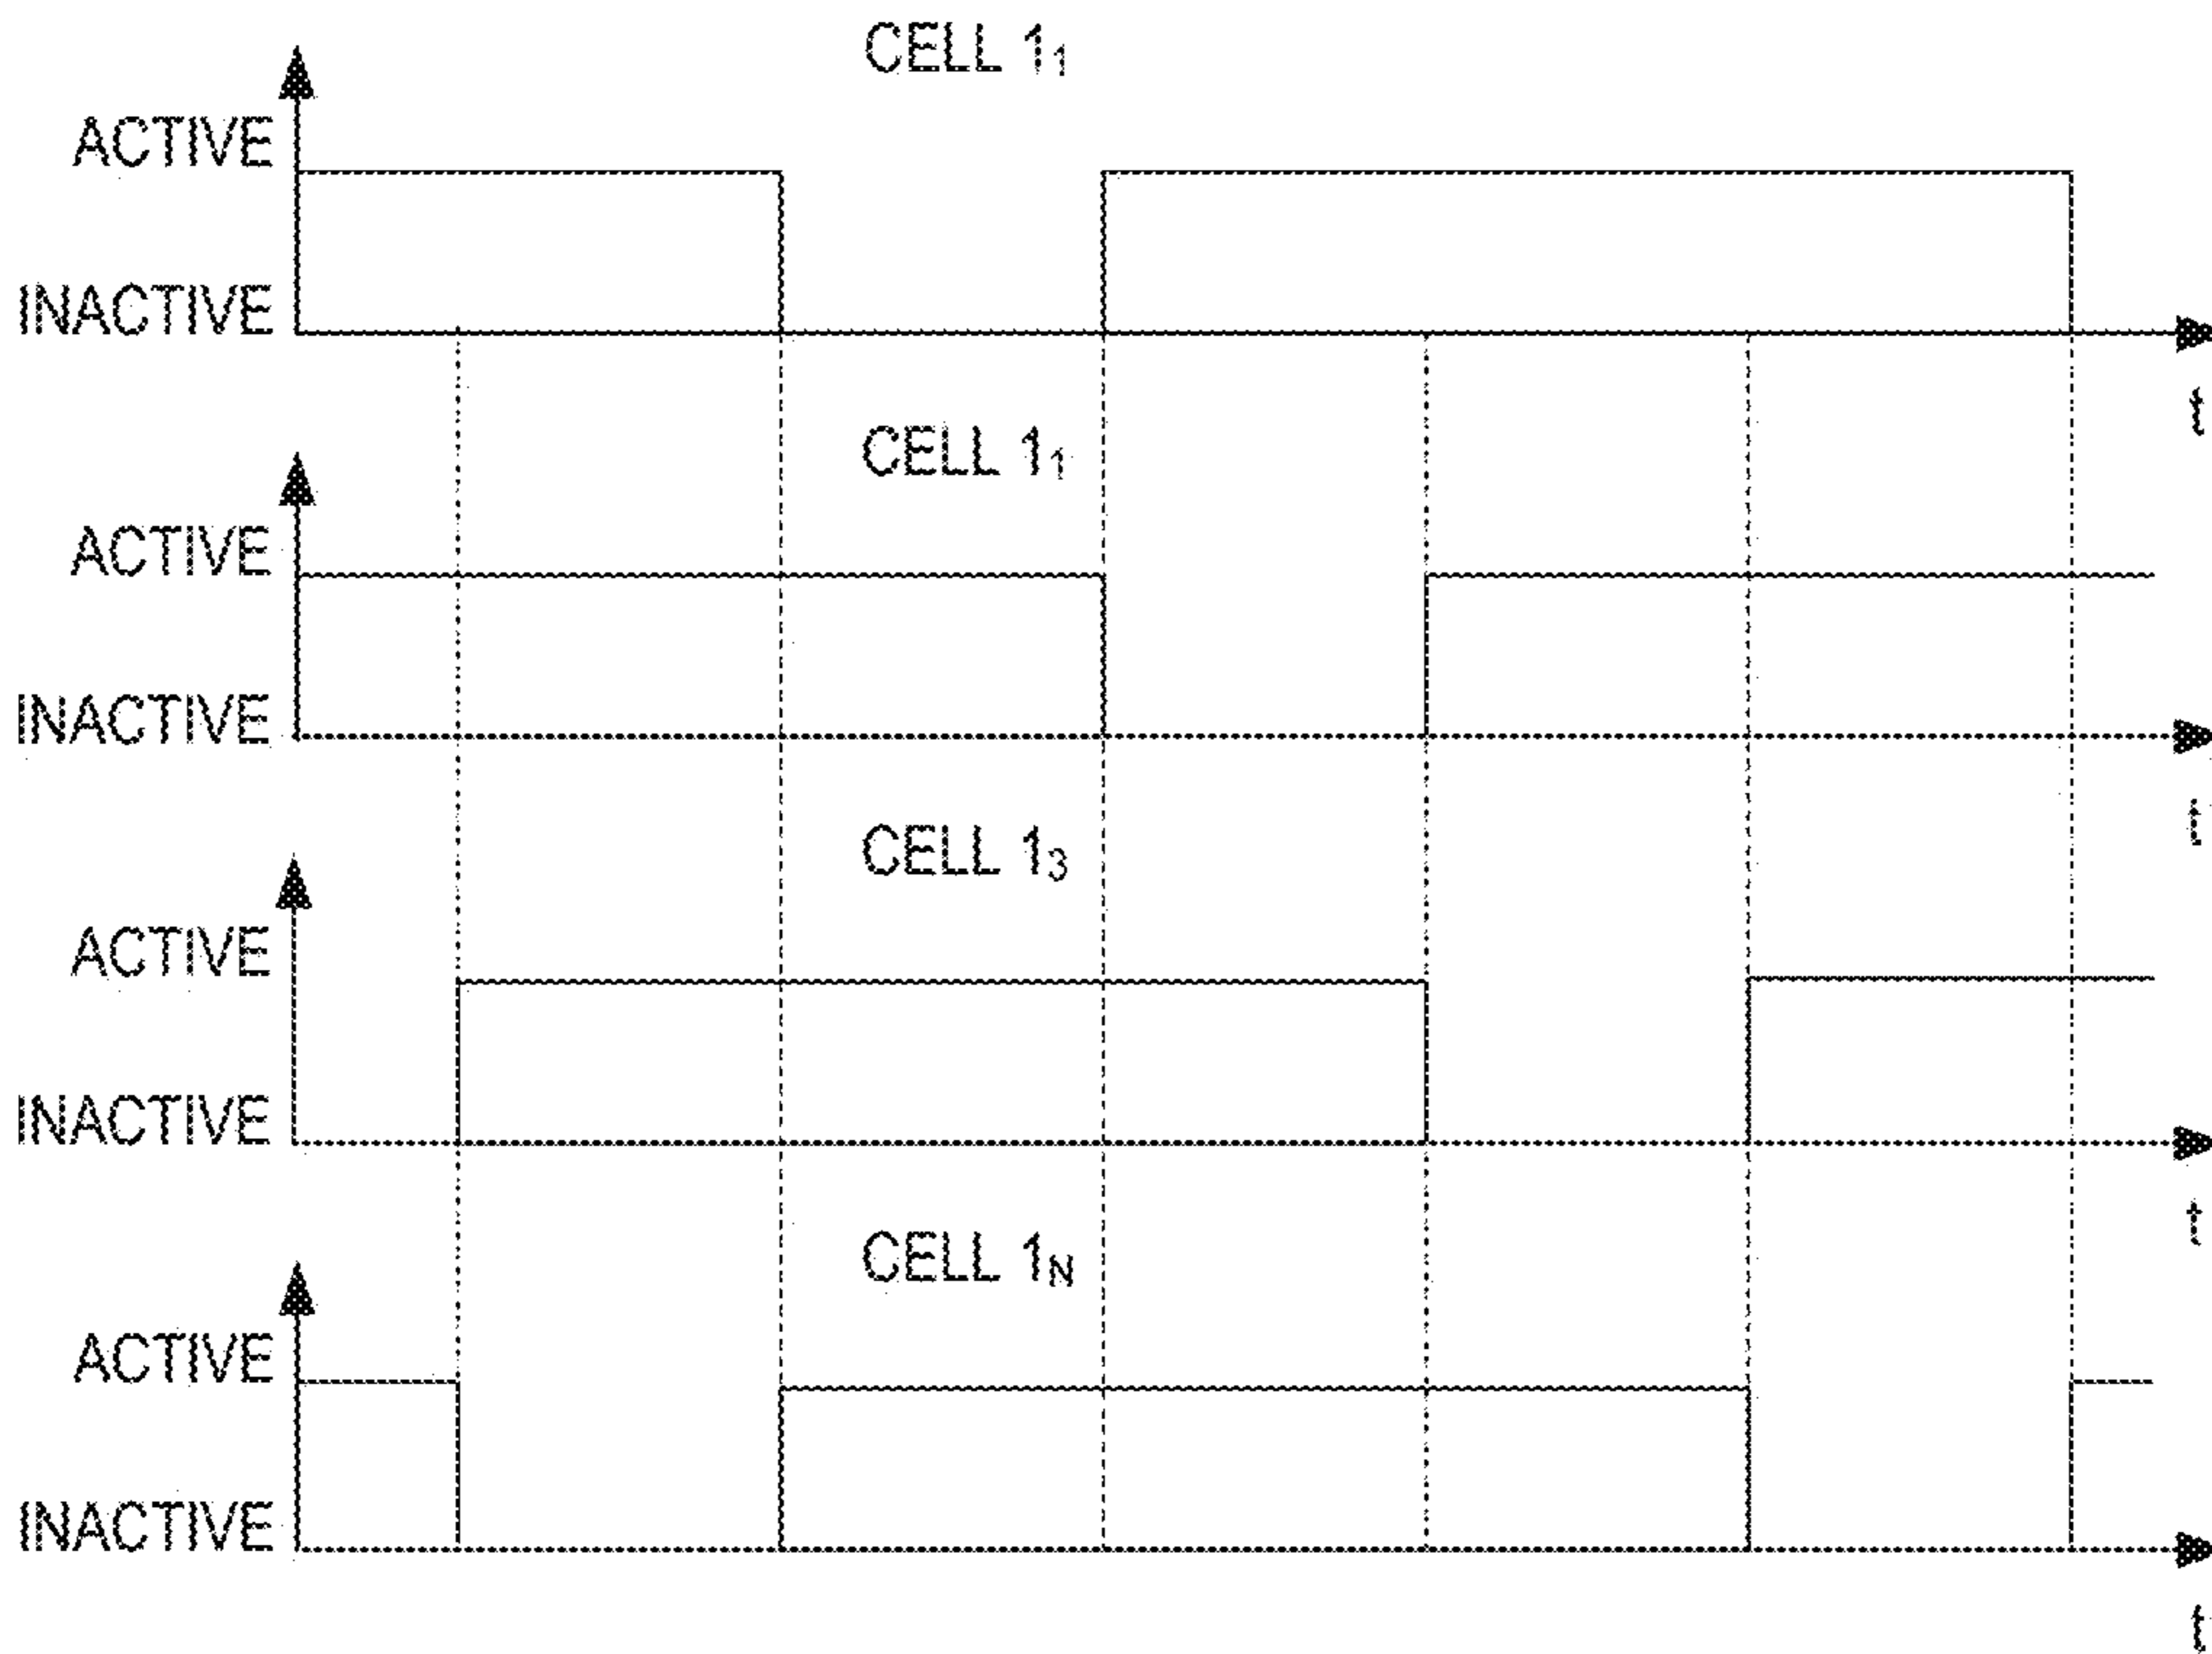 CELL 1₁
ACTIVE
INACTIVE
t
CELL 1₁
ACTIVE
INACTIVE
t
CELL 1₃
ACTIVE
INACTIVE
t
CELL 1N
ACTIVE
INACTIVE
t